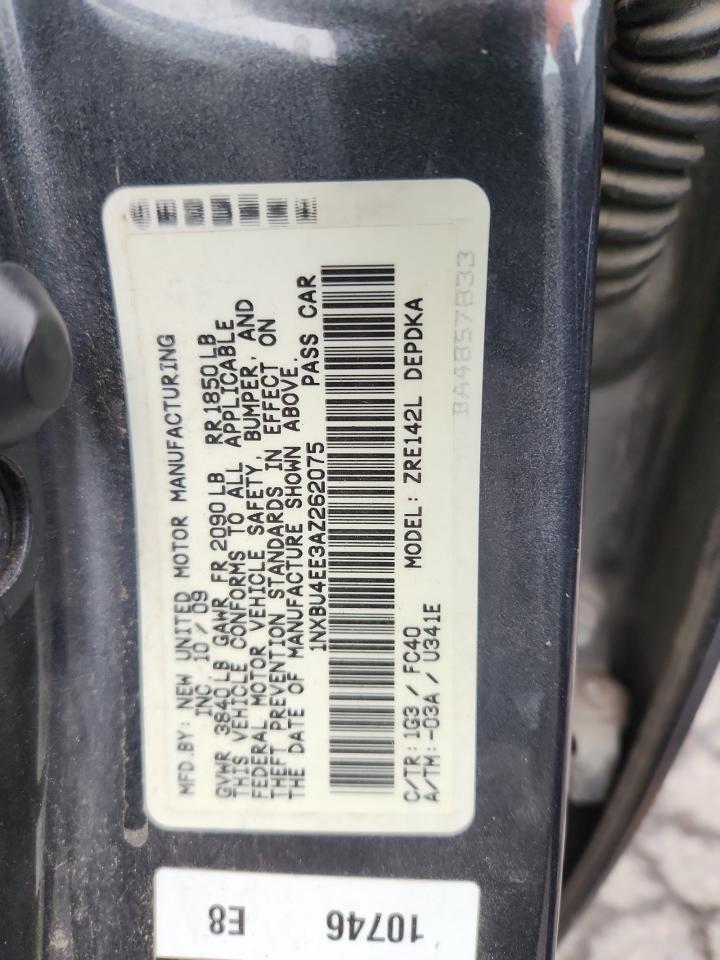 MFD.BY: NEW UNITED MOTOR MANUFACTURING
INC. 10/09
GVWR 3840LB GAWR FR 2090LB RR1850LB
THIS VEHICLE CONFORMS TO ALL APPLICABLE
FEDERAL MOTOR VEHICLE SAFETY, BUMPER, AND
THEFT PREVENTION STANDARDS IN EFFECT ON
THE DATE OF MANUFACTURE SHOWN ABOVE.
1NXBU4EE3AZ262075 PASS CAR
C/TR: 1G3 / FC40 MODEL: ZRE142L DEPDKA
A/TM: -03A / U341E
BA4857833
10746
E8